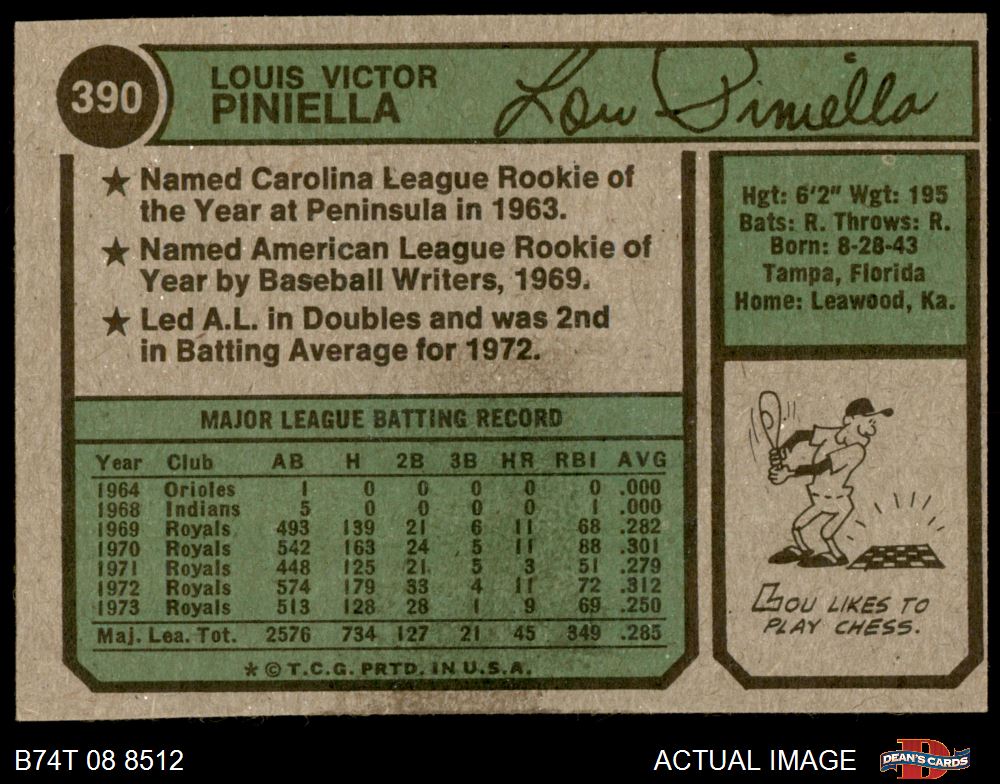 390
LOUIS VICTOR
PINIELLA
Lou Piniella
★ Named Carolina League Rookie of
the Year at Peninsula in 1963.
★ Named American League Rookie of
Year by Baseball Writers, 1969.
★ Led A.L. in Doubles and was 2nd
in Batting Average for 1972.
Hgt: 6'2" Wgt: 195
Bats: R. Throws: R.
Born: 8-28-43
Tampa, Florida
Home: Leawood, Ka.
MAJOR LEAGUE BATTING RECORD
Year Club AB H 2B 3B HR RBI AVG
1964 Orioles 1 0 0 0 0 0 .000
1968 Indians 5 0 0 0 0 1 .000
1969 Royals 493 139 21 6 11 68 .282
1970 Royals 542 163 24 5 11 88 .301
1971 Royals 448 125 21 5 3 51 .279
1972 Royals 574 179 33 4 11 72 .312
1973 Royals 513 128 28 1 9 69 .250
Maj. Lea. Tot. 2576 734 127 21 45 349 .285
* © T.C.G. PRTD. IN U.S.A.
LOU LIKES TO
PLAY CHESS.
B74T 08 8512
ACTUAL IMAGE
D
DEAN'S CARDS